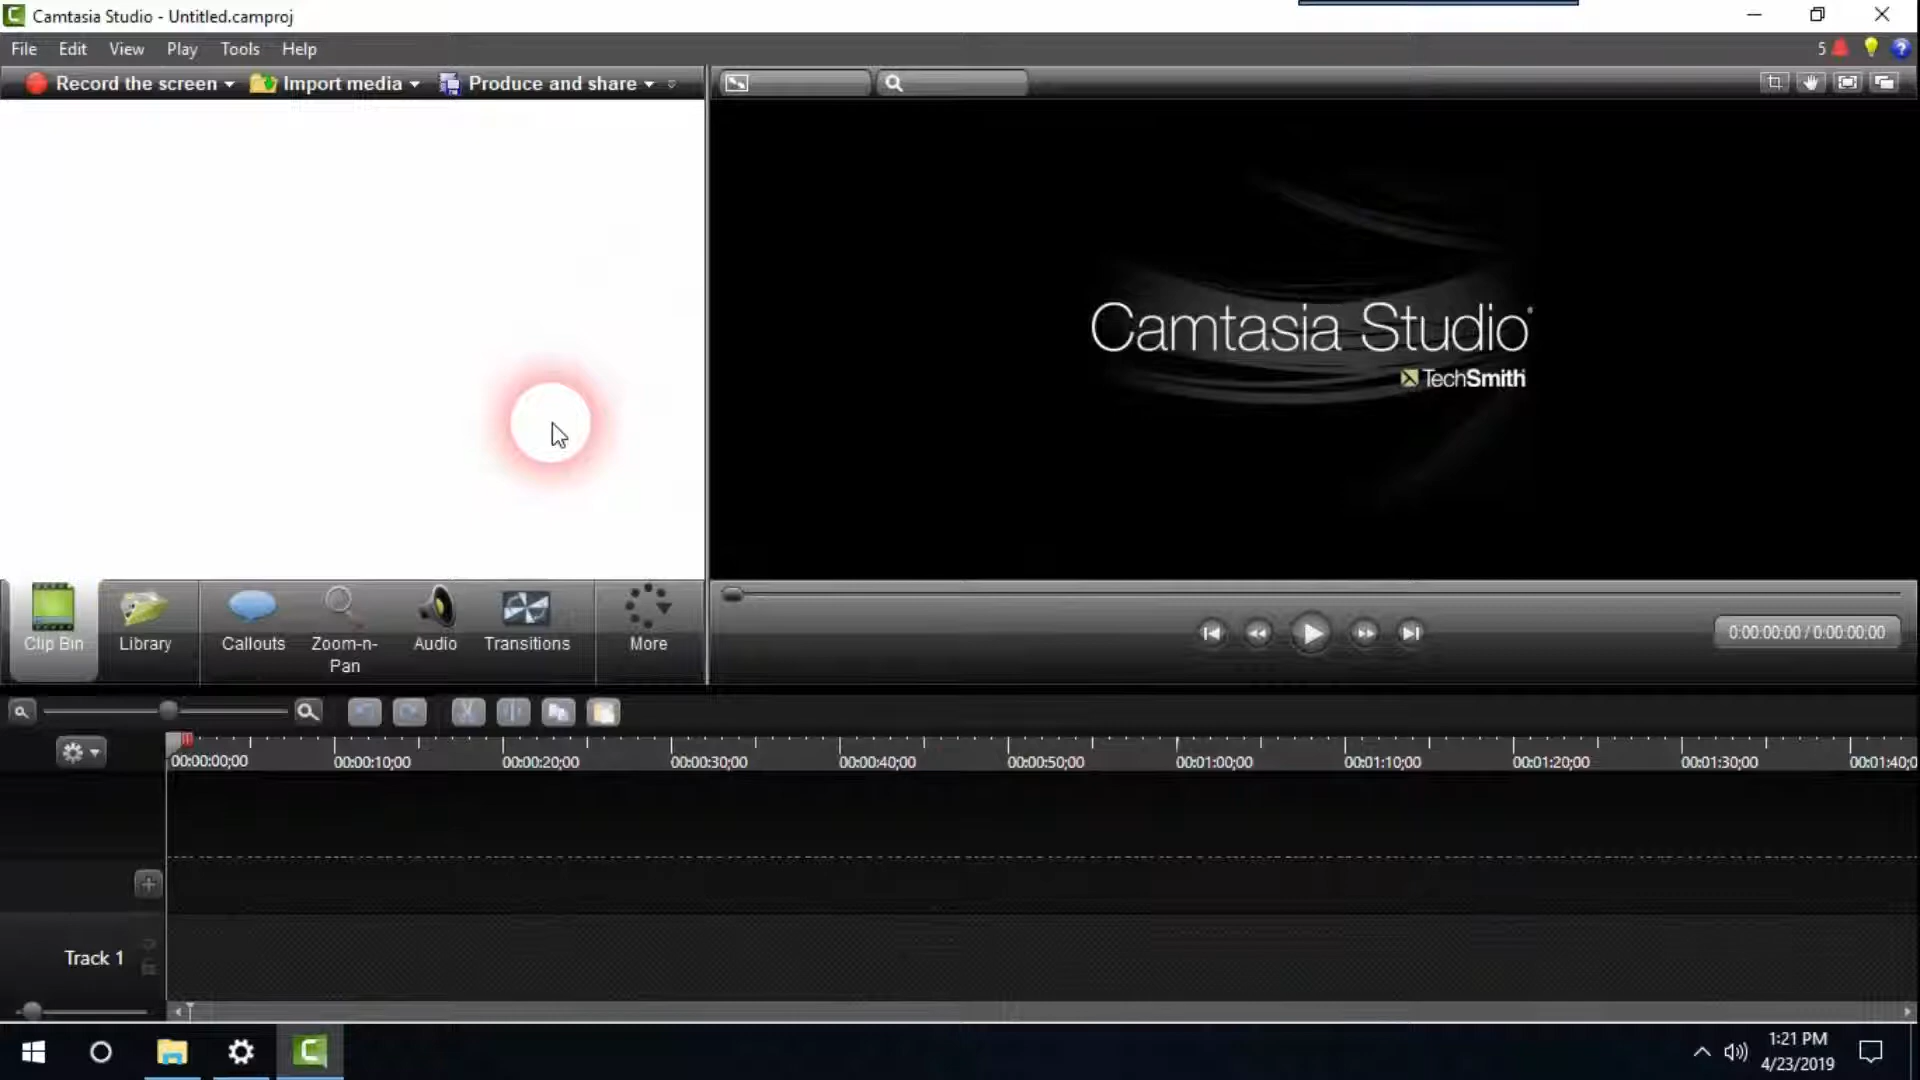 Camtasia Studio - Untitled.camproj
File Edit View Play Tools Help 5
Record the screen Import media Produce and share
Camtasia Studio
TechSmith
Clip Bin Library Callouts Zoom-n-Pan Audio Transitions More
0:00:00;00 / 0:00:00;00
00:00:00;00 00:00:10;00 00:00:20;00 00:00:30;00 00:00:40;00 00:00:50;00 00:01:00;00 00:01:10;00 00:01:20;00 00:01:30;00 00:01:40;0
Track 1
1:21 PM
4/23/2019